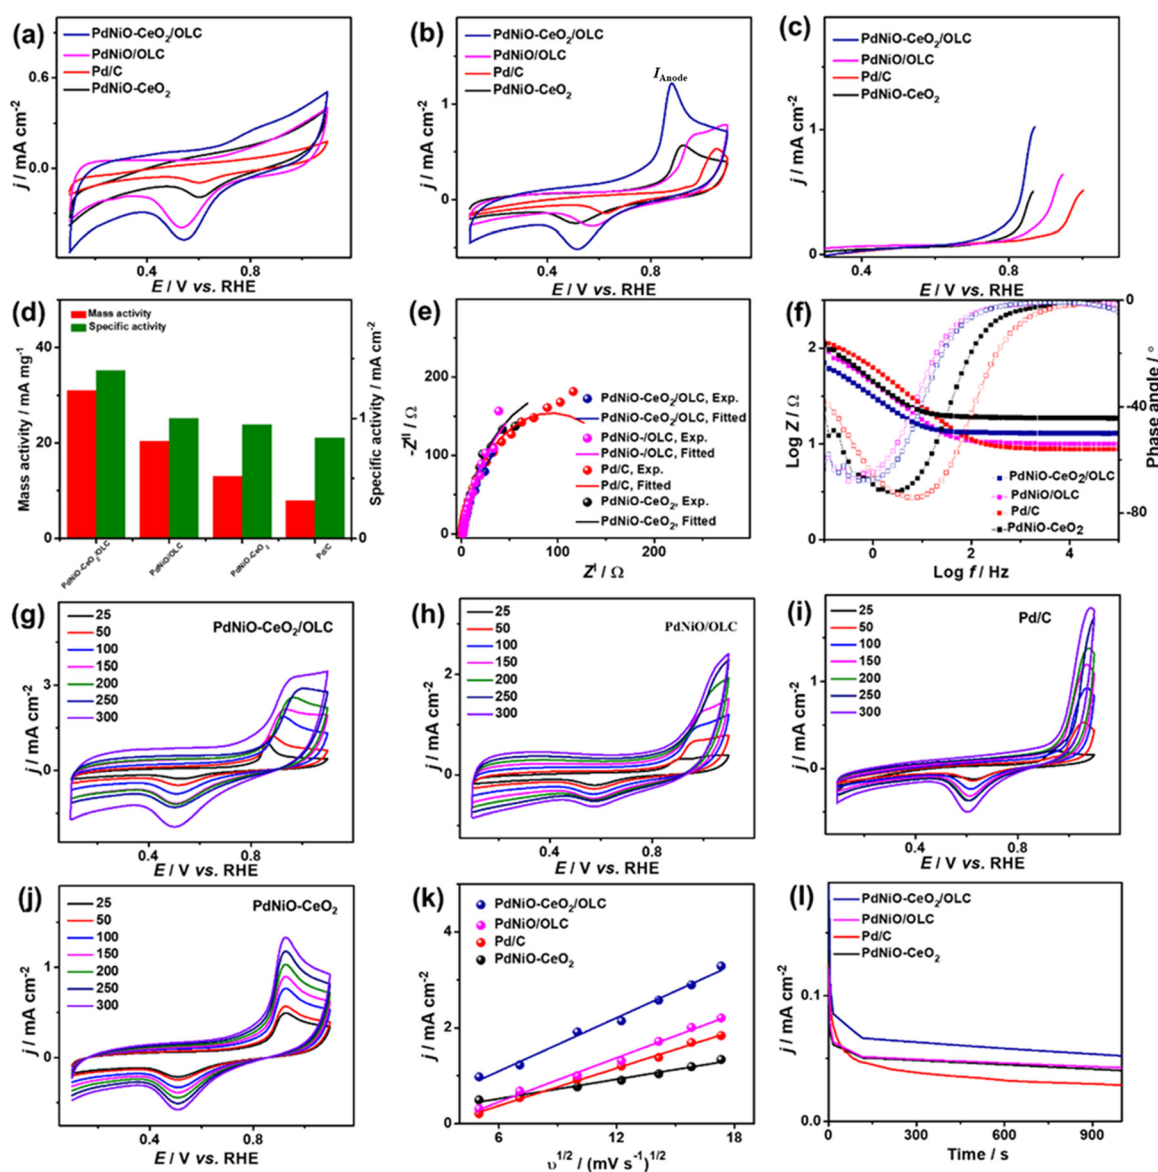 (a)
PdNiO-CeO2/OLC
PdNiO/OLC
Pd/C
PdNiO-CeO2
0.6
0.0
j / mA cm-2
0.4
0.8
E / V vs. RHE
(b)
PdNiO-CeO2/OLC
PdNiO/OLC
Pd/C
PdNiO-CeO2
IAnode
1
0
j / mA cm-2
0.4
0.8
E / V vs. RHE
(c)
PdNiO-CeO2/OLC
PdNiO/OLC
Pd/C
PdNiO-CeO2
1
0
j / mA cm-2
0.4
0.8
E / V vs. RHE
(d)
Mass activity
Specific activity
40
20
0
Mass activity / mA mg-1
1
0
Specific activity / mA cm-2
PdNiO-CeO2/OLC
PdNiO/OLC
PdNiO-CeO2
Pd/C
(e)
200
100
0
-ZII / Ω
PdNiO-CeO2/OLC, Exp.
PdNiO-CeO2/OLC, Fitted
PdNiO-/OLC, Exp.
PdNiO-/OLC, Fitted
Pd/C, Exp.
Pd/C, Fitted
PdNiO-CeO2, Exp.
PdNiO-CeO2, Fitted
0
100
200
ZI / Ω
(f)
2
1
0
Log Z / Ω
0
-40
-80
Phase angle / °
PdNiO-CeO2/OLC
PdNiO/OLC
Pd/C
PdNiO-CeO2
0
2
4
Log f / Hz
(g)
25
50
100
150
200
250
300
PdNiO-CeO2/OLC
3
0
j / mA cm-2
0.4
0.8
E / V vs. RHE
(h)
25
50
100
150
200
250
300
PdNiO/OLC
2
0
j / mA cm-2
0.4
0.8
E / V vs. RHE
(i)
25
50
100
150
200
250
300
Pd/C
1
0
j / mA cm-2
0.4
0.8
E / V vs. RHE
(j)
25
50
100
150
200
250
300
PdNiO-CeO2
1
0
j / mA cm-2
0.4
0.8
E / V vs. RHE
(k)
PdNiO-CeO2/OLC
PdNiO/OLC
Pd/C
PdNiO-CeO2
4
2
0
j / mA cm-2
6
12
18
υ1/2 / (mV s-1)1/2
(l)
PdNiO-CeO2/OLC
PdNiO/OLC
Pd/C
PdNiO-CeO2
0.1
0.0
j / mA cm-2
0
300
600
900
Time / s